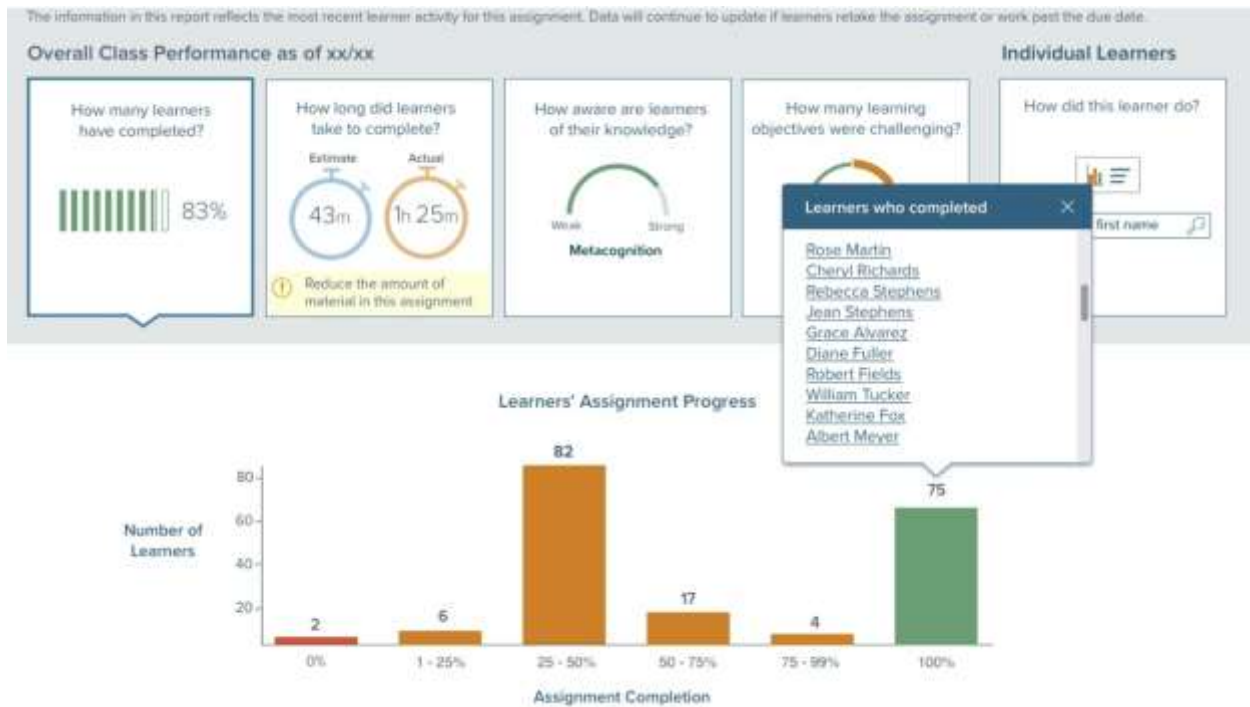 The information in this report reflects the most recent learner activity for this assignment. Data will continue to update if learners retake the assignment or work past the due date.
Overall Class Performance as of xx/xx
Individual Learners
How many learners
have completed?
83%
How long did learners
take to complete?
Estimate
Actual
43m
1h 25m
Reduce the amount of
material in this assignment
How aware are learners
of their knowledge?
Weak
Strong
Metacognition
How many learning
objectives were challenging?
How did this learner do?
first name
Learners who completed
Rose Martin
Cheryl Richards
Rebecca Stephens
Jean Stephens
Grace Alvarez
Diane Fuller
Robert Fields
William Tucker
Katherine Fox
Albert Meyer
Learners' Assignment Progress
Number of
Learners
80
60
40
20
2
6
82
17
4
75
0%
1 - 25%
25 - 50%
50 - 75%
75 - 99%
100%
Assignment Completion